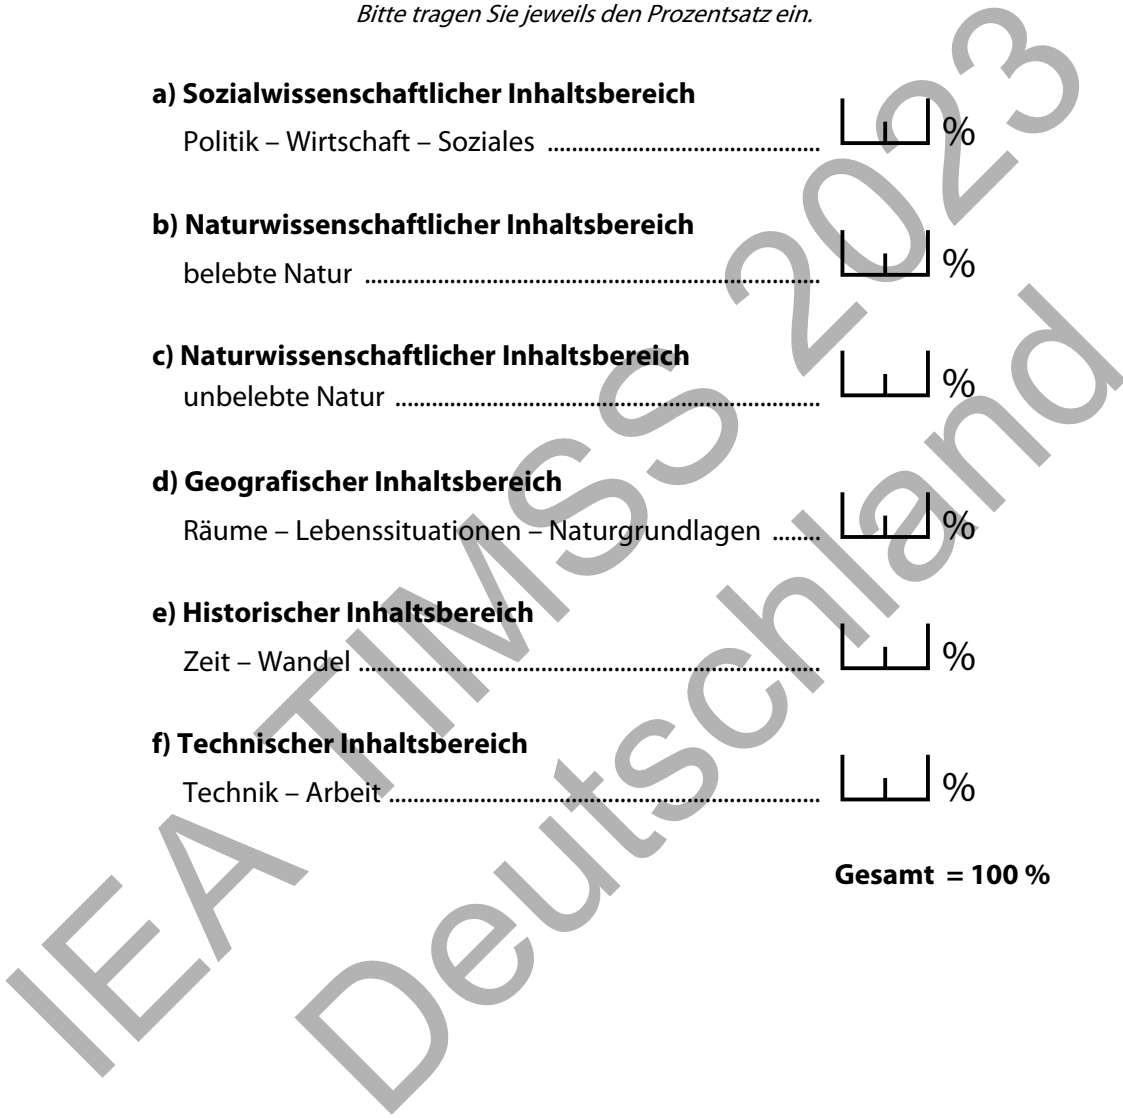 Bitte tragen Sie jeweils den Prozentsatz ein.
a) Sozialwissenschaftlicher Inhaltsbereich
Politik – Wirtschaft – Soziales .............................................. %
b) Naturwissenschaftlicher Inhaltsbereich
belebte Natur ............................................................................. %
c) Naturwissenschaftlicher Inhaltsbereich
unbelebte Natur ....................................................................... %
d) Geografischer Inhaltsbereich
Räume – Lebenssituationen – Naturgrundlagen ........ %
e) Historischer Inhaltsbereich
Zeit – Wandel .............................................................................. %
f) Technischer Inhaltsbereich
Technik – Arbeit ......................................................................... %
Gesamt = 100 %
IEA TIMSS 2023
Deutschland